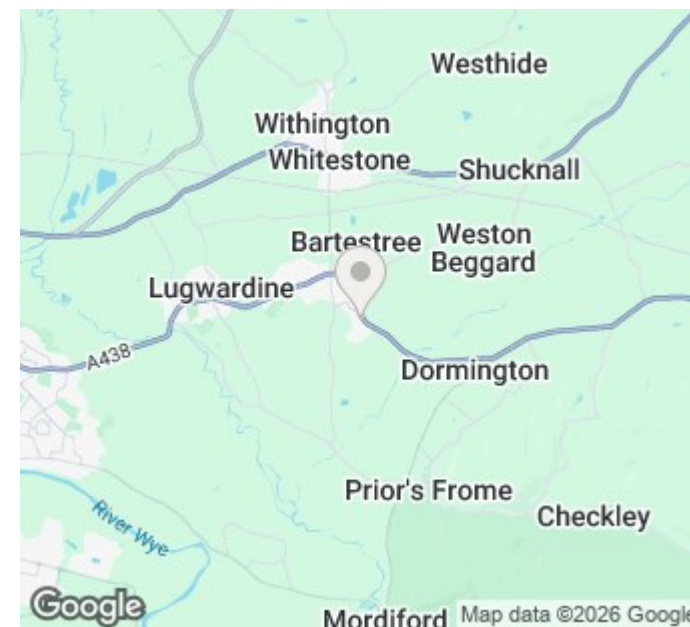 Westhide
Withington
Whitestone
Shucknall
Bartestree
Weston
Beggard
Lugwardine
A438
Dormington
Prior's Frome
Checkley
River Wye
Google
Mordiford
Map data ©2026 Google